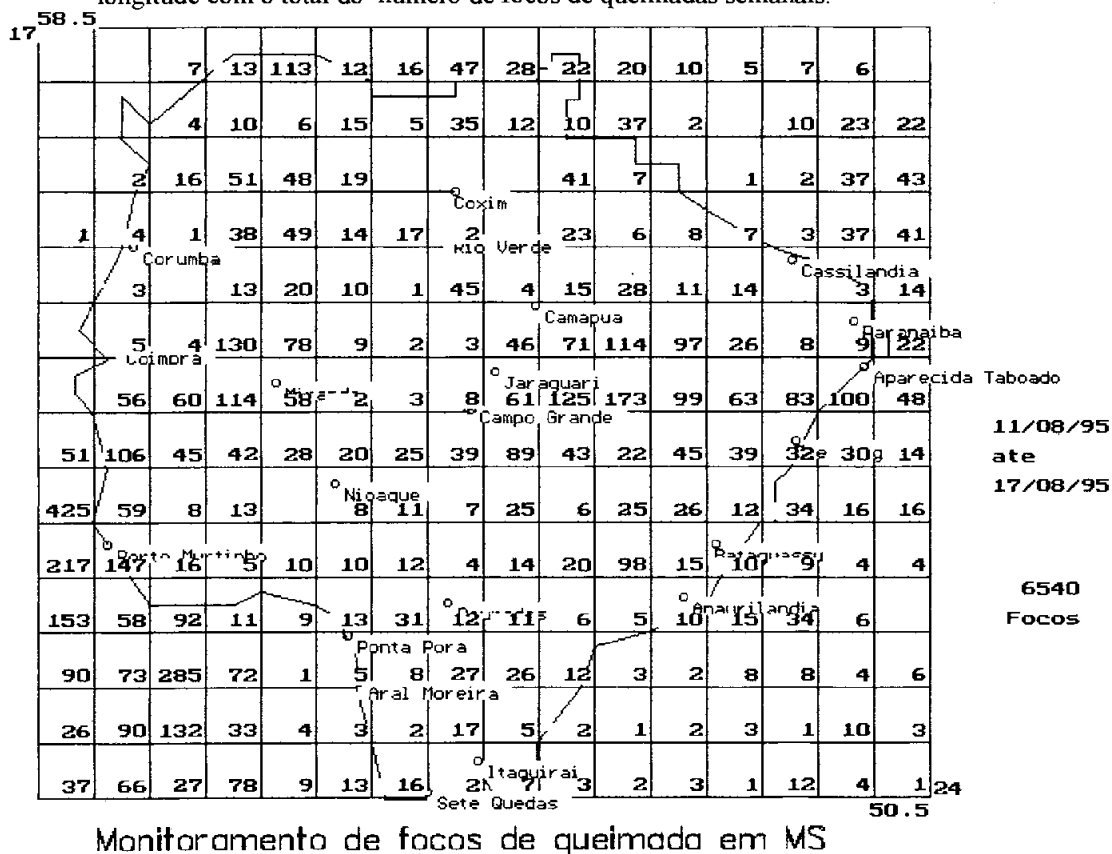 longitude com o total do número de focos de queimadas semanais.
58.5
17
7 13 113 12 16 47 28 22 20 10 5 7 6
4 10 6 15 5 35 12 10 37 2 10 23 22
2 16 51 48 19 41 7 1 2 37 43
Coxim
1 4 1 38 49 14 17 2 23 6 8 7 3 37 41
Rio Verde
Corumba
Cassilandia
3 13 20 10 1 45 4 15 28 11 14 3 14
Camapua
Paranaiba
5 4 130 78 9 2 3 46 71 114 97 26 8 9 22
Coimbra
Jaraguari
Aparecida Taboado
56 60 114 58 2 3 8 61 125 173 99 63 83 100 48
Campo Grande
11/08/95
51 106 45 42 28 20 25 39 89 43 22 45 39 32 30 14
ate
Nioaque
17/08/95
425 59 8 13 8 11 7 25 6 25 26 12 34 16 16
Porto Murtinho
Bataguassu
217 147 16 5 10 10 12 4 14 20 98 15 10 9 4 4
6540
Anaurilandia
153 58 92 11 9 13 31 12 11 6 5 10 15 34 6
Focos
Ponta Pora
90 73 285 72 1 5 8 27 26 12 3 2 8 8 4 6
Aral Moreira
26 90 132 33 4 3 2 17 5 2 1 2 3 1 10 3
Itaquirai
37 66 27 78 9 13 16 2 7 3 2 3 1 12 4 1 24
Sete Quedas
50.5
Monitoramento de focos de queimada em MS